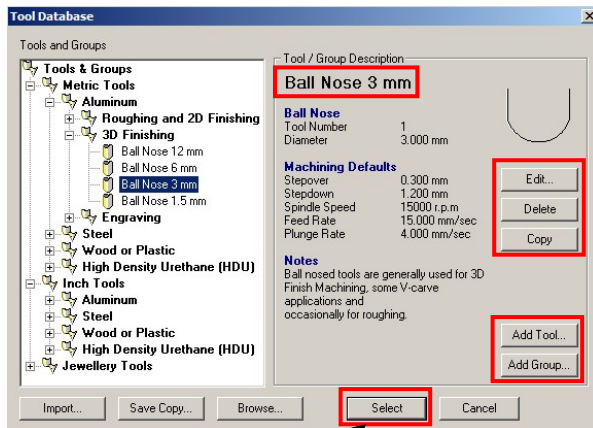 Tool Database
Tools and Groups
Tools & Groups
Metric Tools
Aluminum
Roughing and 2D Finishing
3D Finishing
Ball Nose 12 mm
Ball Nose 6 mm
Ball Nose 3 mm
Ball Nose 1.5 mm
Engraving
Steel
Wood or Plastic
High Density Urethane (HDU)
Inch Tools
Aluminum
Steel
Wood or Plastic
High Density Urethane (HDU)
Jewellery Tools
Tool / Group Description
Ball Nose 3 mm
Ball Nose
Tool Number 1
Diameter 3.000 mm
Machining Defaults
Stepover 0.300 mm
Stepdown 1.200 mm
Spindle Speed 15000 r.p.m
Feed Rate 15.000 mm/sec
Plunge Rate 4.000 mm/sec
Notes
Ball nosed tools are generally used for 3D
Finish Machining, some V-carve
applications and
occasionally for roughing.
Edit...
Delete
Copy
Add Tool...
Add Group...
Import...
Save Copy...
Browse...
Select
Cancel